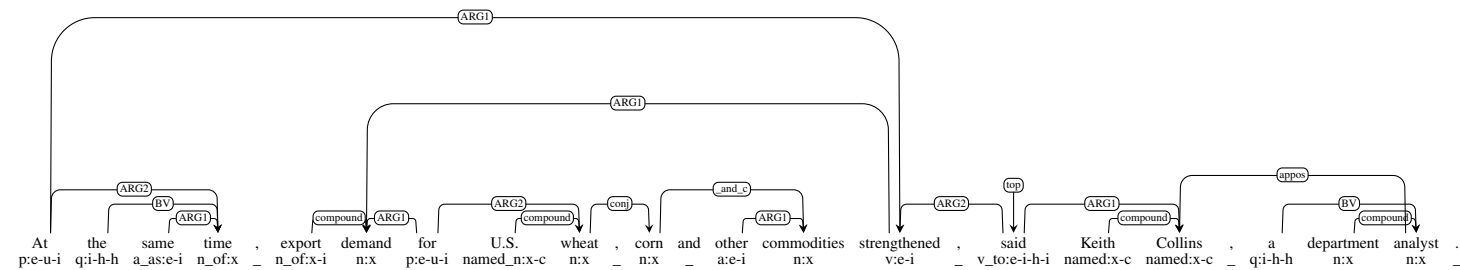 ARG1
ARG1
appos
ARG2 _and_c top
BV ARG2 conj ARG2 ARG1 BV
ARG1 compound ARG1 compound ARG1 compound compound
At the same time , export demand for U.S. wheat , corn and other commodities strengthened , said Keith Collins , a department analyst .
p:e-u-i q:i-h-h a_as:e-i n_of:x _ n_of:x-i n:x p:e-u-i named_n:x-c n:x _ n:x _ a:e-i n:x v:e-i _ v_to:e-i-h-i named:x-c named:x-c _ q:i-h-h n:x n:x _